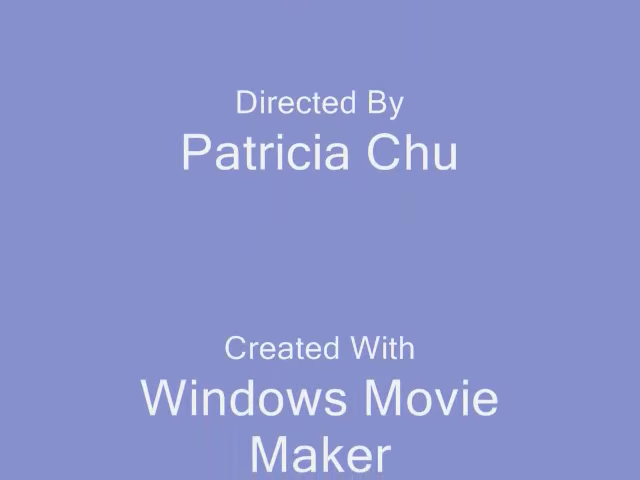 Directed By
Patricia Chu
Created With
Windows Movie
Maker